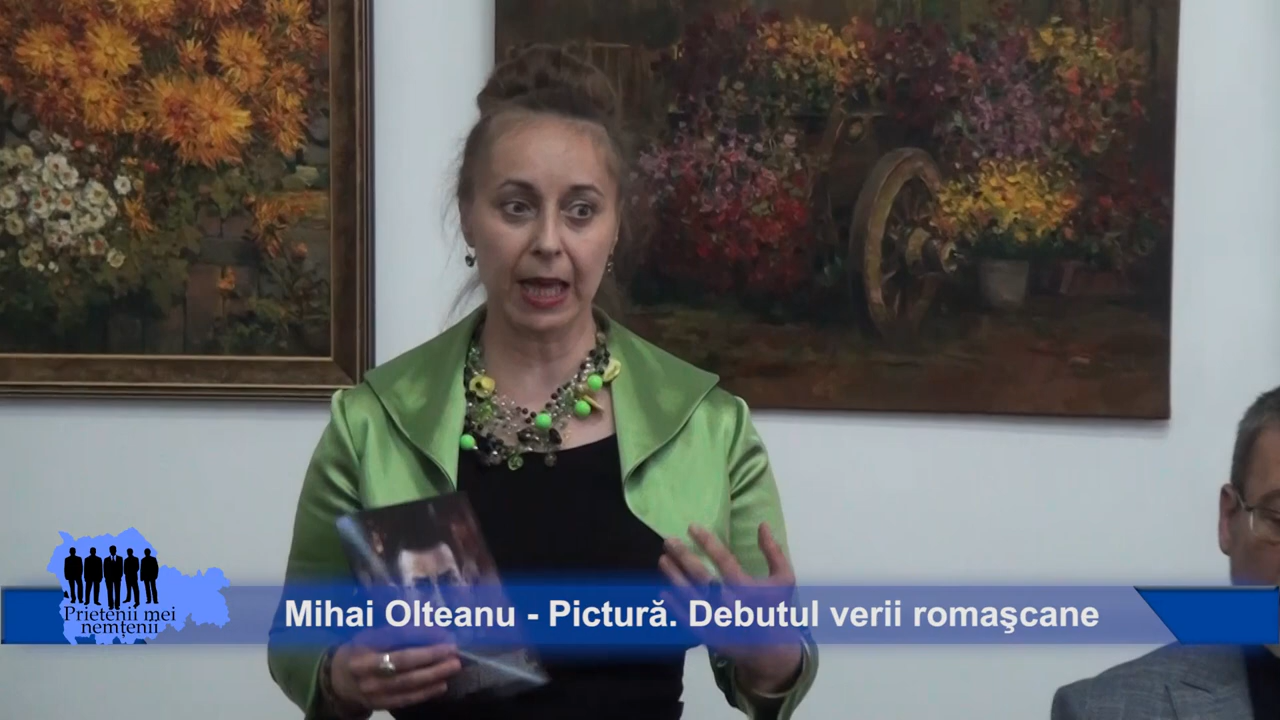 Prietenii mei
nemțenii
Mihai Olteanu - Pictură. Debutul verii romaşcane